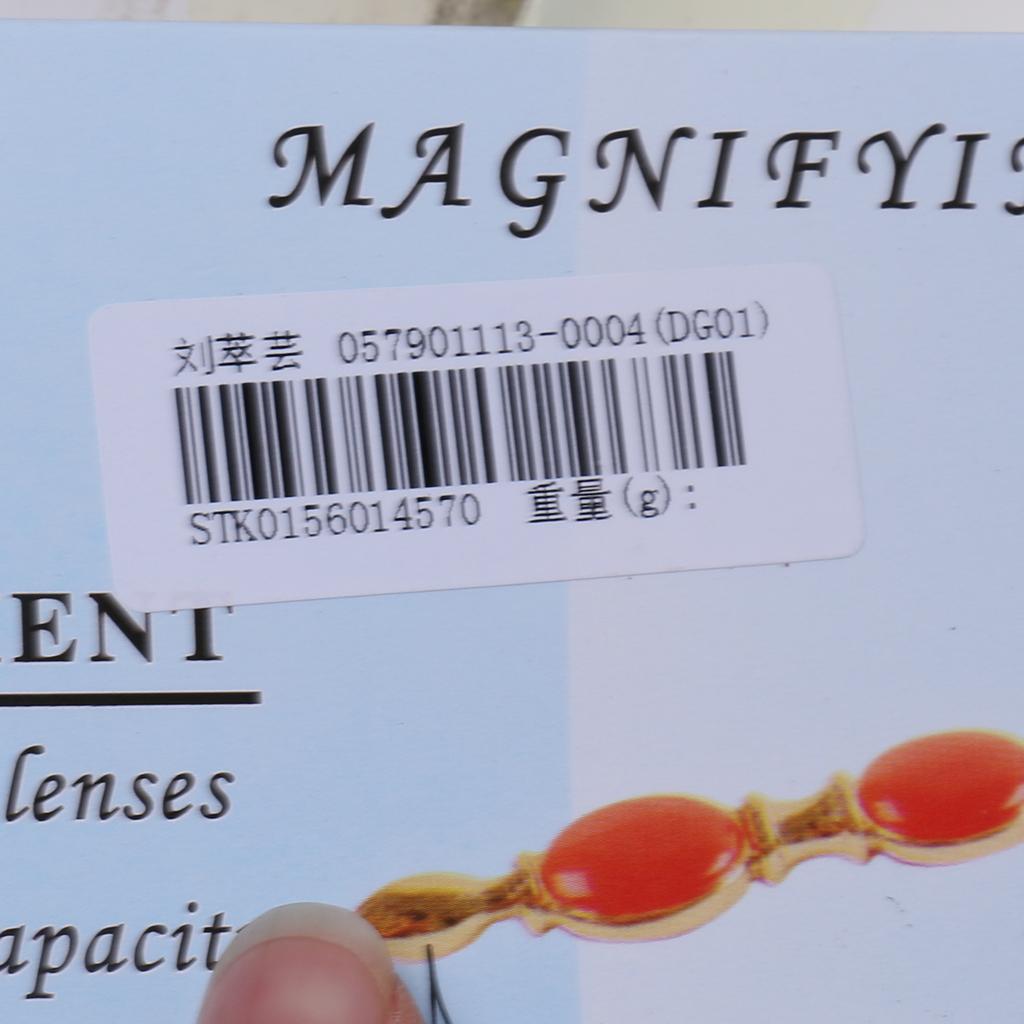 MAGNIFYI
刘萃芸 057901113-0004(DG01)
STK0156014570 重量(g):
ENT
lenses
apacit